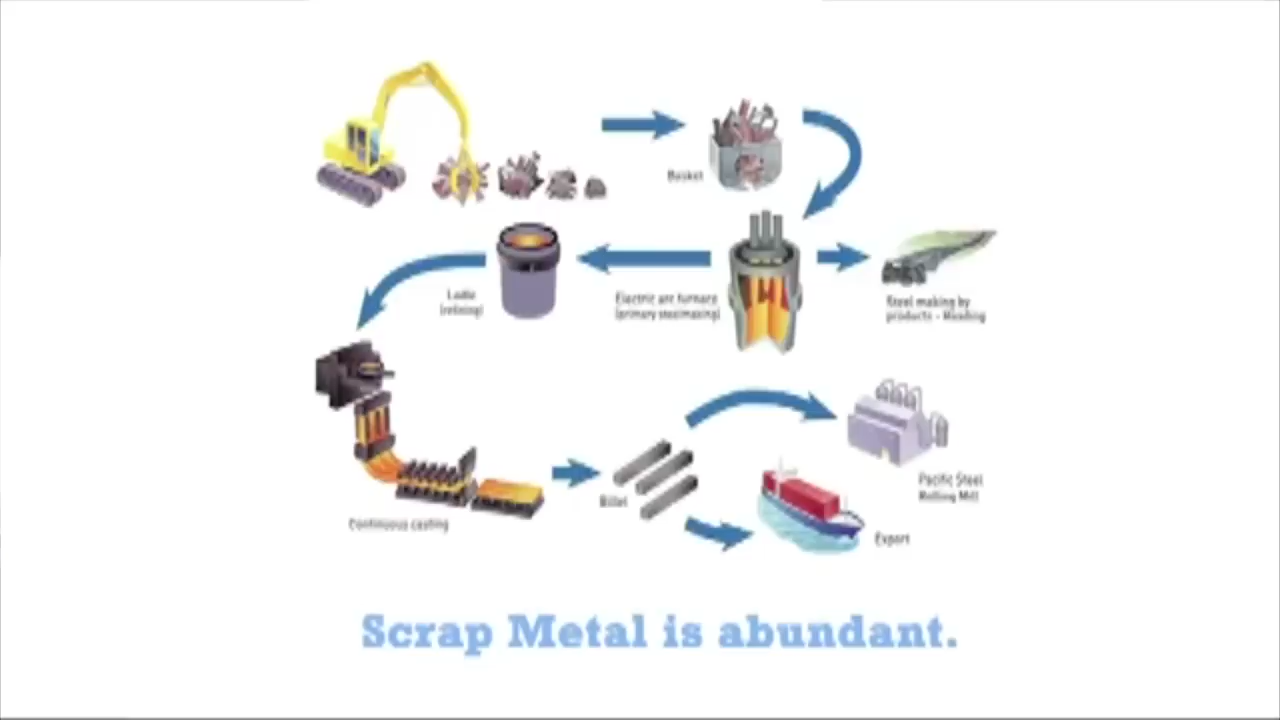 Basket
Ladle
(refining)
Electric arc furnace
(primary steelmaking)
Steel making by
products -
Continuous casting
Billet
Pacific Steel
Rolling Mill
Export
Scrap Metal is abundant.